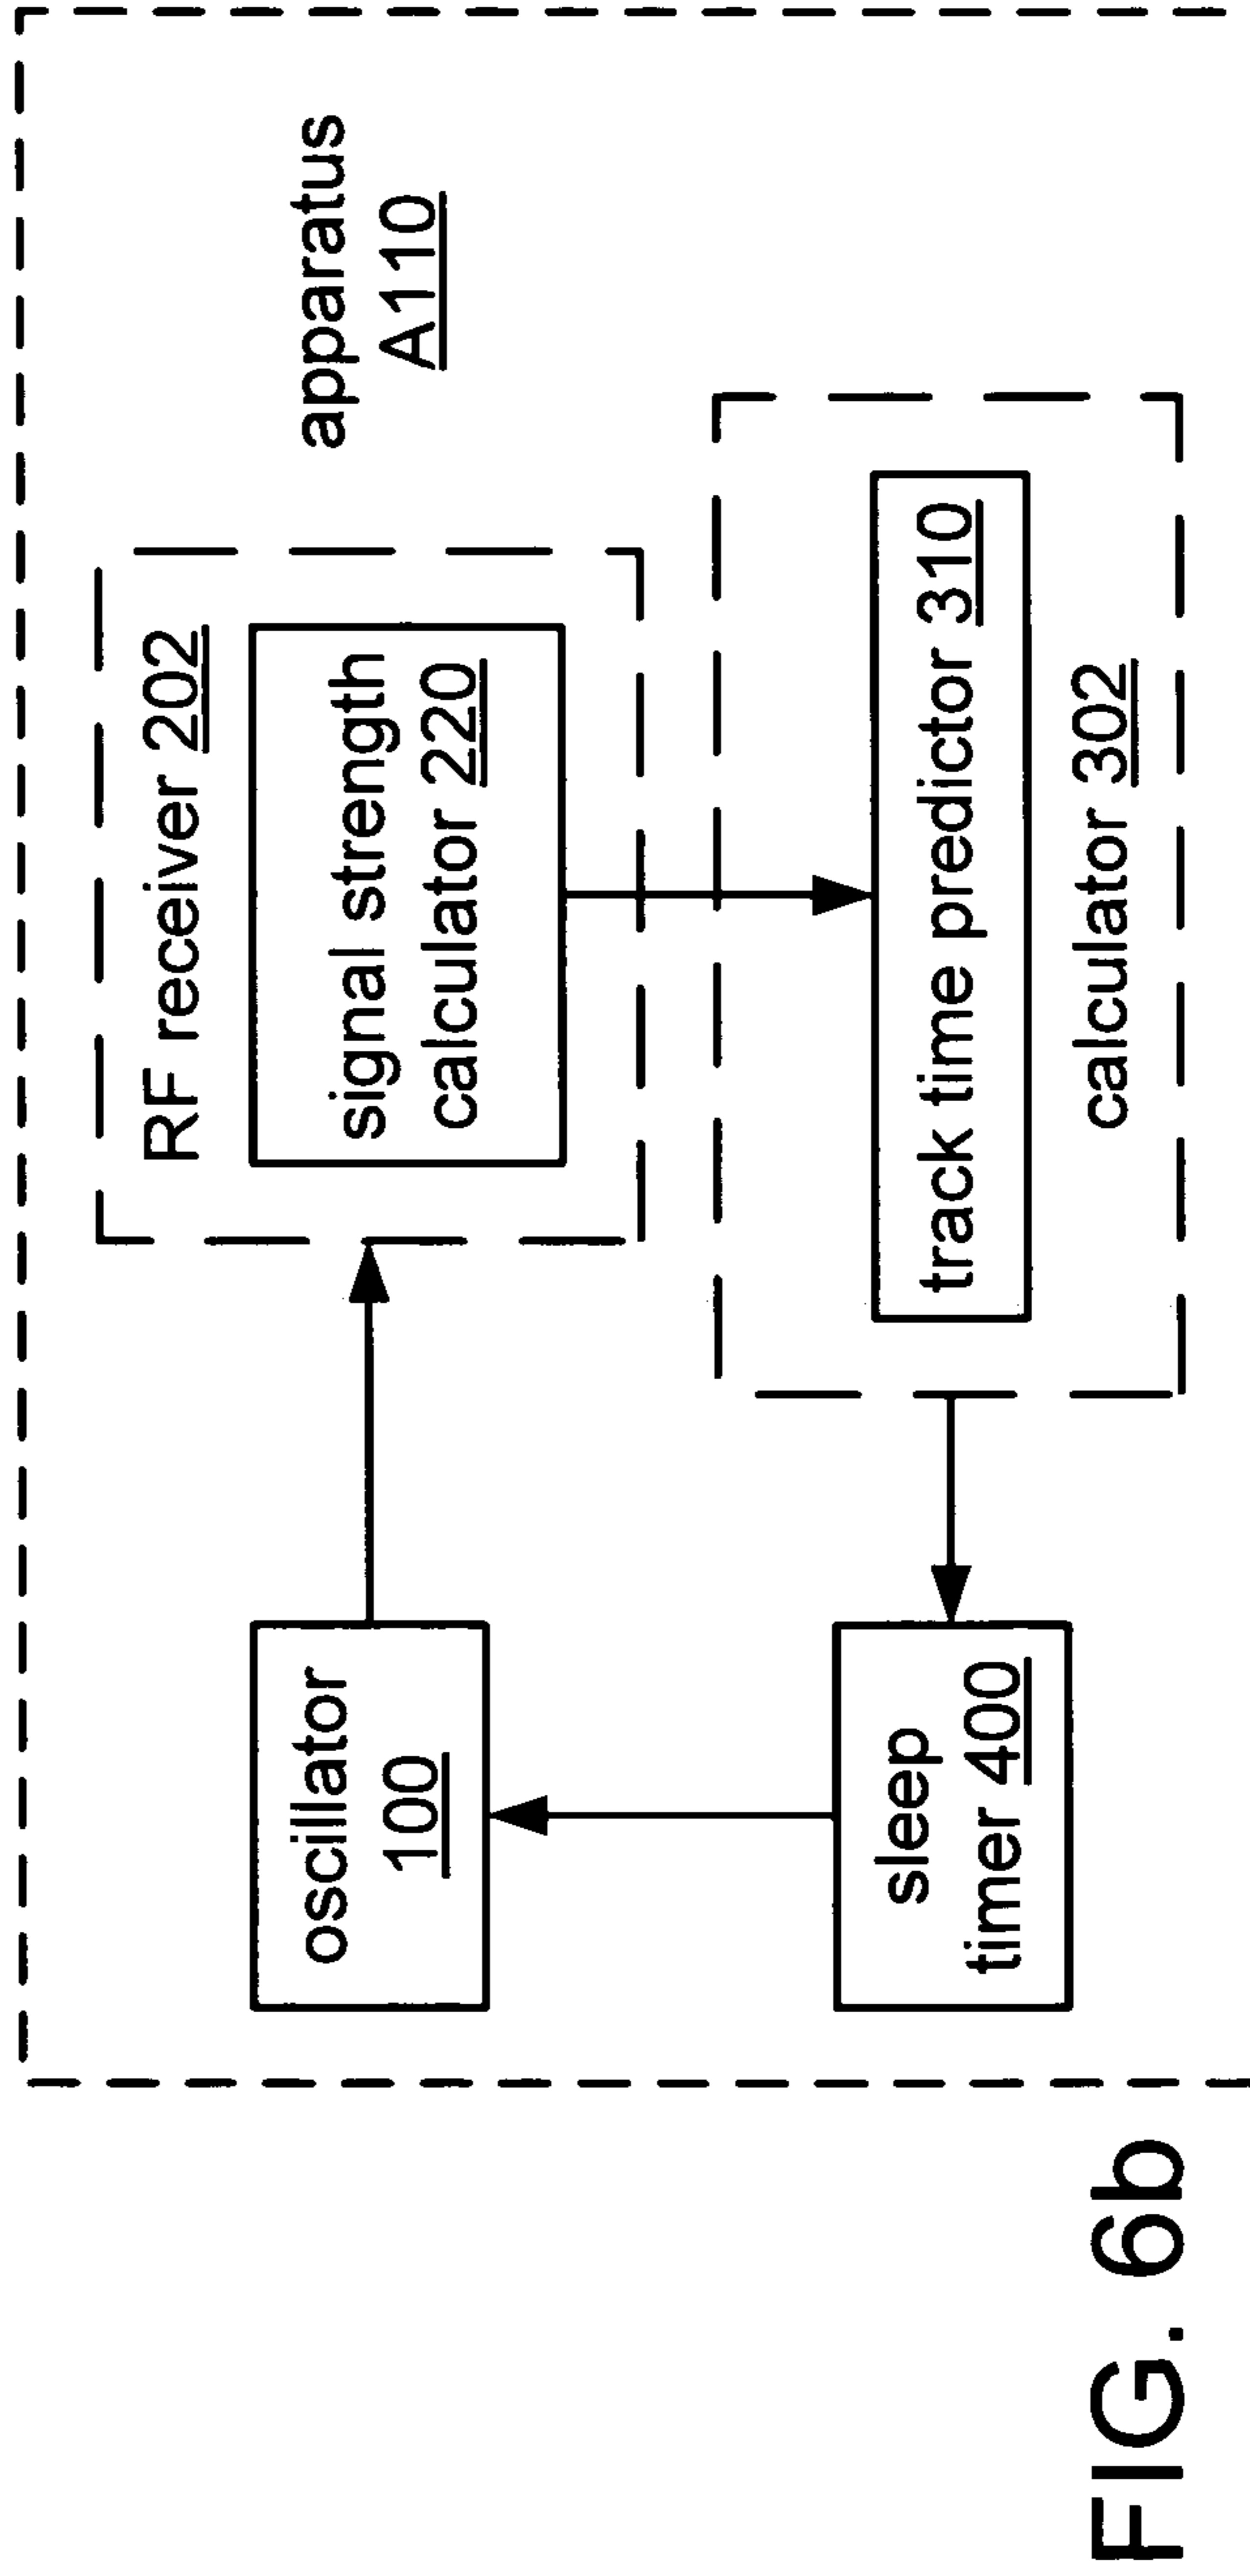 apparatus
A110
RF receiver 202
signal strength
calculator 220
oscillator
100
track time predictor 310
calculator 302
sleep
timer 400
FIG. 6b